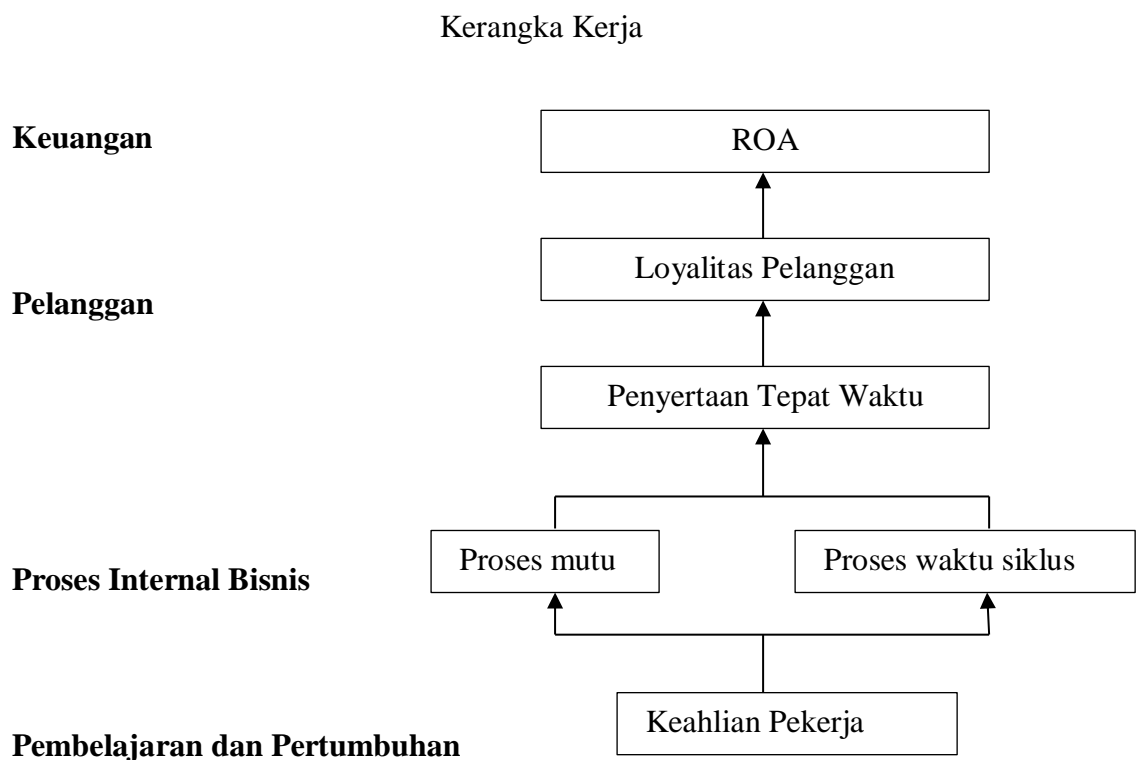 Kerangka Kerja
Keuangan
ROA
Loyalitas Pelanggan
Pelanggan
Penyertaan Tepat Waktu
Proses mutu
Proses waktu siklus
Proses Internal Bisnis
Keahlian Pekerja
Pembelajaran dan Pertumbuhan